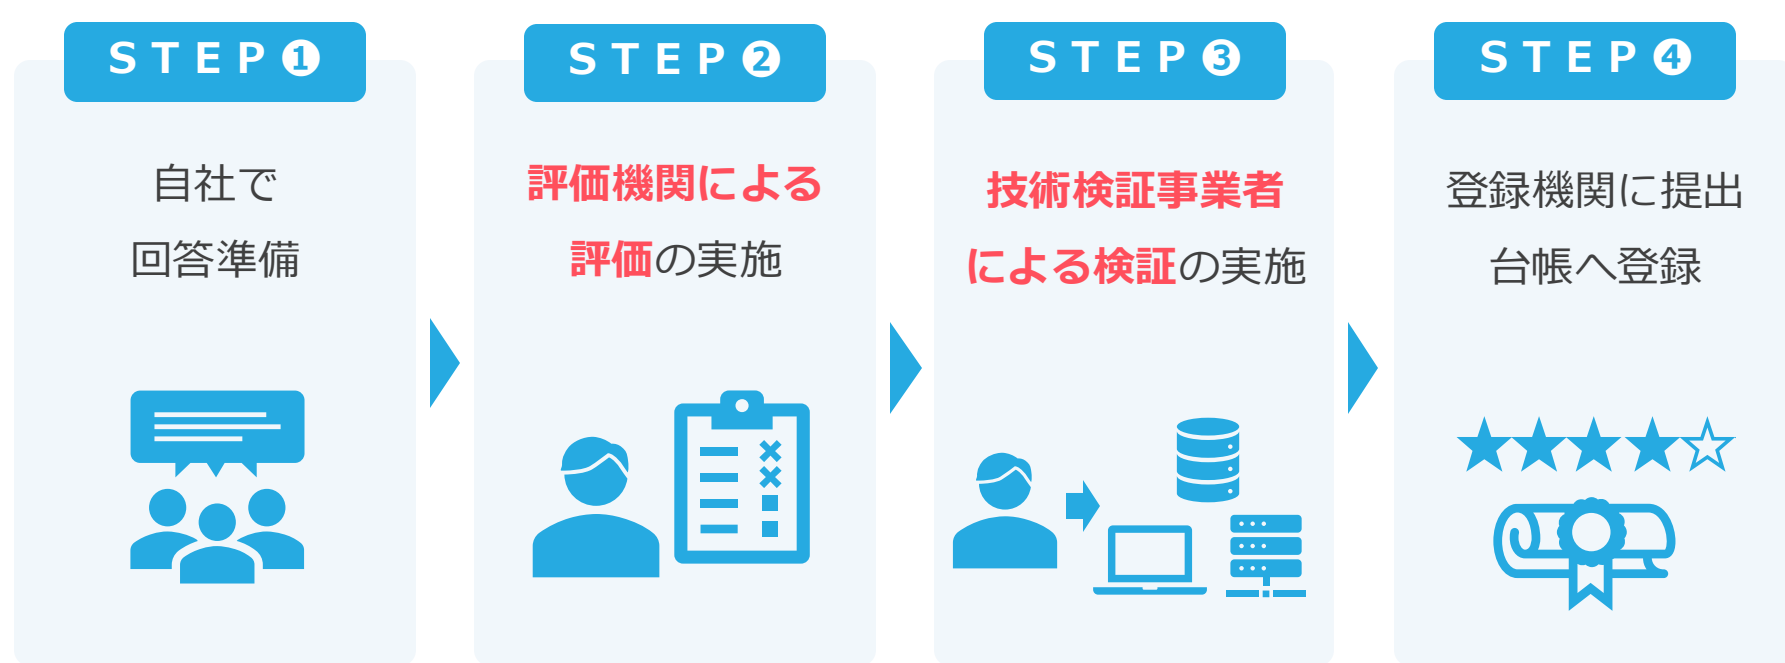 STEP❶
自社で
回答準備
STEP❷
評価機関による
評価の実施
STEP❸
技術検証事業者
による検証の実施
STEP❹
登録機関に提出
台帳へ登録